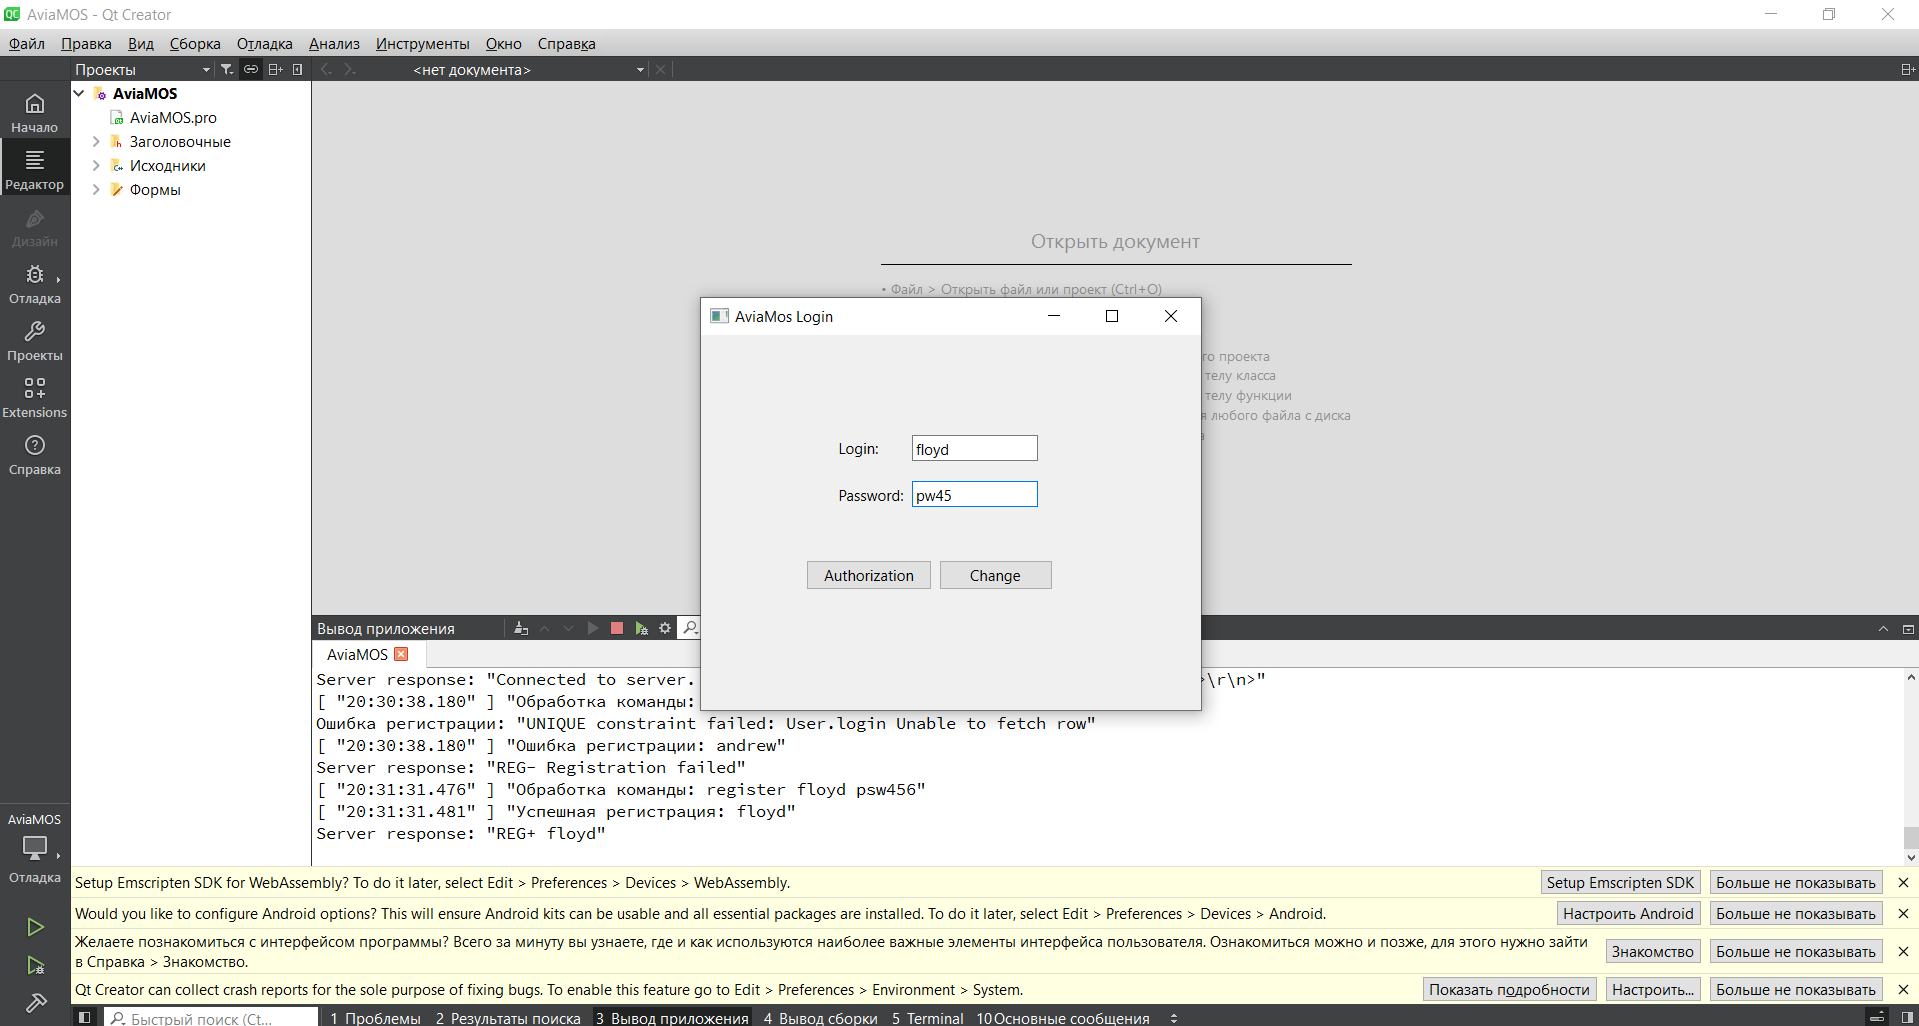 AviaMOS - Qt Creator
Файл Правка Вид Сборка Отладка Анализ Инструменты Окно Справка
Проекты <нет документа>
AviaMOS
AviaMOS.pro
Заголовочные
Исходники
Формы
Начало
Редактор
Дизайн
Отладка
Проекты
Extensions
Справка
Открыть документ
• Файл > Открыть файл или проект (Ctrl+O)
го проекта
телу класса
телу функции
я любого файла с диска
а
AviaMos Login
Login: floyd
Password: pw45
Authorization Change
Вывод приложения
AviaMOS
Server response: "Connected to server. >\r\n>"
[ "20:30:38.180" ] "Обработка команды:
Ошибка регистрации: "UNIQUE constraint failed: User.login Unable to fetch row"
[ "20:30:38.180" ] "Ошибка регистрации: andrew"
Server response: "REG- Registration failed"
[ "20:31:31.476" ] "Обработка команды: register floyd psw456"
[ "20:31:31.481" ] "Успешная регистрация: floyd"
Server response: "REG+ floyd"
AviaMOS
Отладка
Setup Emscripten SDK for WebAssembly? To do it later, select Edit > Preferences > Devices > WebAssembly. Setup Emscripten SDK Больше не показывать
Would you like to configure Android options? This will ensure Android kits can be usable and all essential packages are installed. To do it later, select Edit > Preferences > Devices > Android. Настроить Android Больше не показывать
Желаете познакомиться с интерфейсом программы? Всего за минуту вы узнаете, где и как используются наиболее важные элементы интерфейса пользователя. Ознакомиться можно и позже, для этого нужно зайти
в Справка > Знакомство. Знакомство Больше не показывать
Qt Creator can collect crash reports for the sole purpose of fixing bugs. To enable this feature go to Edit > Preferences > Environment > System. Показать подробности Настроить... Больше не показывать
Быстрый поиск (Ct... 1 Проблемы 2 Результаты поиска 3 Вывод приложения 4 Вывод сборки 5 Terminal 10 Основные сообщения